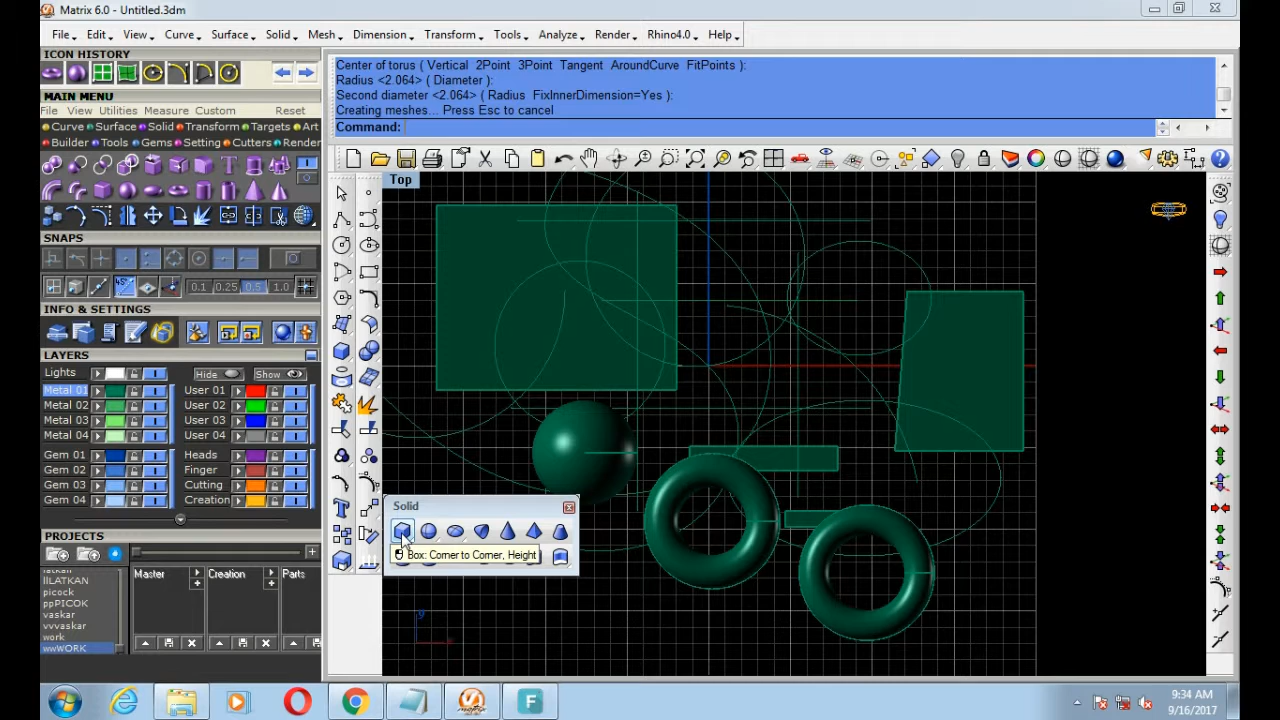 Matrix 6.0 - Untitled.3dm
File Edit View Curve Surface Solid Mesh Dimension Transform Tools Analyze Render Rhino4.0 Help
ICON HISTORY
MAIN MENU
File View Utilities Measure Custom Reset
Curve Surface Solid Transform Targets Art
Builder Tools Gems Setting Cutters Render
SNAPS
0.1 0.25 0.5 1.0
INFO & SETTINGS
LAYERS
Lights Hide Show
Metal 01 User 01
Metal 02 User 02
Metal 03 User 03
Metal 04 User 04
Gem 01 Heads
Gem 02 Finger
Gem 03 Cutting
Gem 04 Creation
PROJECTS
lILATKAN
picock
ppPICOK
vaskar
vvvaskar
work
wwWORK
Master Creation Parts
Center of torus ( Vertical 2Point 3Point Tangent AroundCurve FitPoints ):
Radius <2.064> ( Diameter ):
Second diameter <2.064> ( Radius FixInnerDimension=Yes ):
Creating meshes... Press Esc to cancel
Command:
Top
Solid
Box: Corner to Corner, Height
9:34 AM
9/16/2017